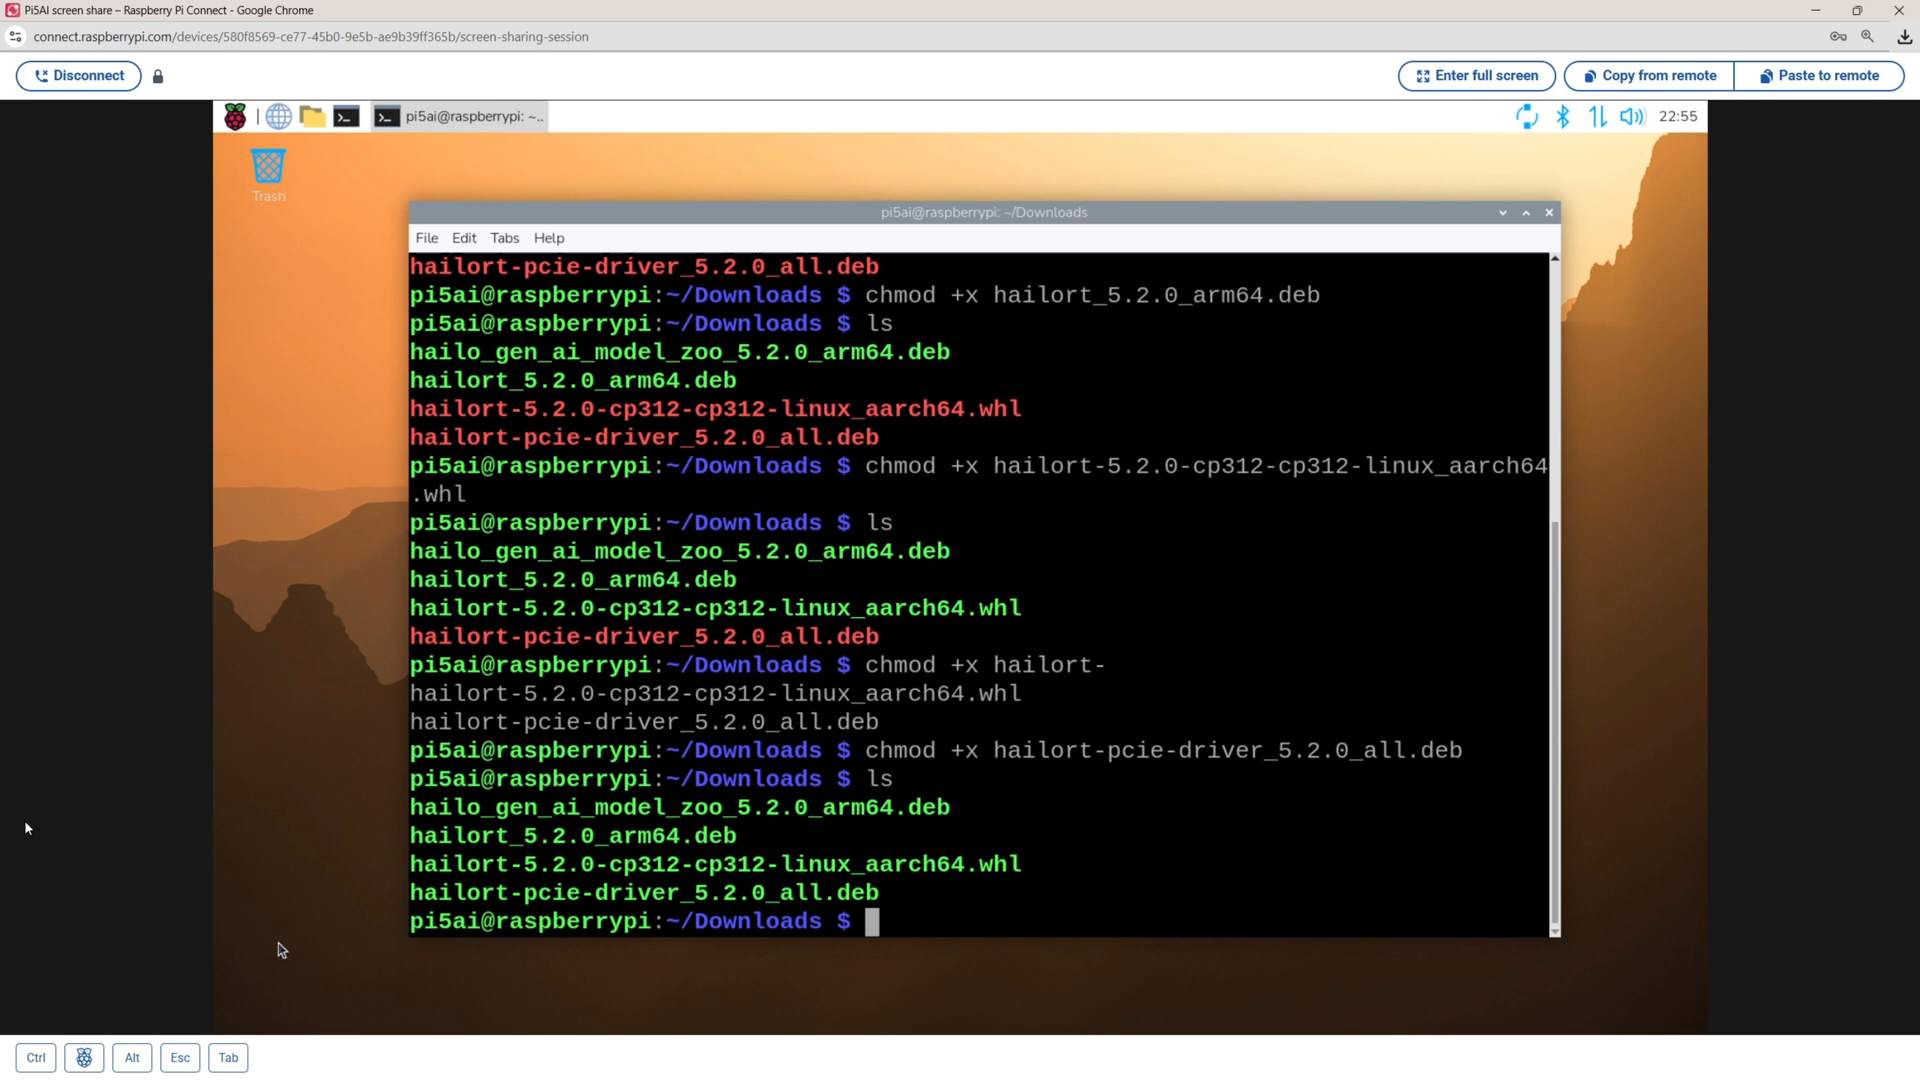 Pi5AI screen share – Raspberry Pi Connect - Google Chrome
connect.raspberrypi.com/devices/580f8569-ce77-45b0-9e5b-ae9b39ff365b/screen-sharing-session
Disconnect
Enter full screen
Copy from remote
Paste to remote
pi5ai@raspberrypi: ~..
22:55
Trash
pi5ai@raspberrypi: ~/Downloads
File Edit Tabs Help
hailort-pcie-driver_5.2.0_all.deb
pi5ai@raspberrypi:~/Downloads $ chmod +x hailort_5.2.0_arm64.deb
pi5ai@raspberrypi:~/Downloads $ ls
hailo_gen_ai_model_zoo_5.2.0_arm64.deb
hailort_5.2.0_arm64.deb
hailort-5.2.0-cp312-cp312-linux_aarch64.whl
hailort-pcie-driver_5.2.0_all.deb
pi5ai@raspberrypi:~/Downloads $ chmod +x hailort-5.2.0-cp312-cp312-linux_aarch64
.whl
pi5ai@raspberrypi:~/Downloads $ ls
hailo_gen_ai_model_zoo_5.2.0_arm64.deb
hailort_5.2.0_arm64.deb
hailort-5.2.0-cp312-cp312-linux_aarch64.whl
hailort-pcie-driver_5.2.0_all.deb
pi5ai@raspberrypi:~/Downloads $ chmod +x hailort-
hailort-5.2.0-cp312-cp312-linux_aarch64.whl
hailort-pcie-driver_5.2.0_all.deb
pi5ai@raspberrypi:~/Downloads $ chmod +x hailort-pcie-driver_5.2.0_all.deb
pi5ai@raspberrypi:~/Downloads $ ls
hailo_gen_ai_model_zoo_5.2.0_arm64.deb
hailort_5.2.0_arm64.deb
hailort-5.2.0-cp312-cp312-linux_aarch64.whl
hailort-pcie-driver_5.2.0_all.deb
pi5ai@raspberrypi:~/Downloads $
Ctrl
Alt
Esc
Tab